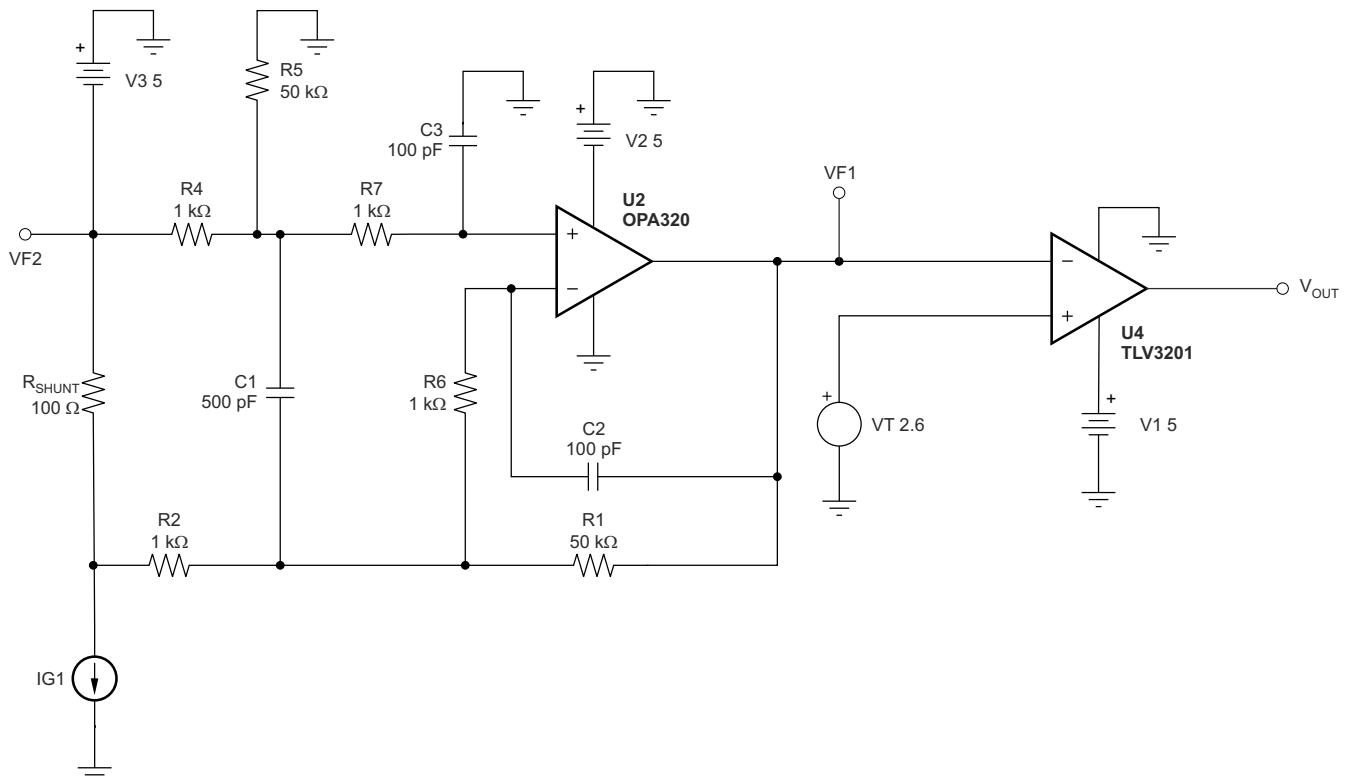 +
V3 5
R5
50 kΩ
C3
100 pF
+
V2 5
R4
1 kΩ
R7
1 kΩ
U2
OPA320
VF1
VF2
+
−
−
+
U4
TLV3201
V_OUT
R_SHUNT
100 Ω
C1
500 pF
R6
1 kΩ
C2
100 pF
+
VT 2.6
+
V1 5
R2
1 kΩ
R1
50 kΩ
IG1